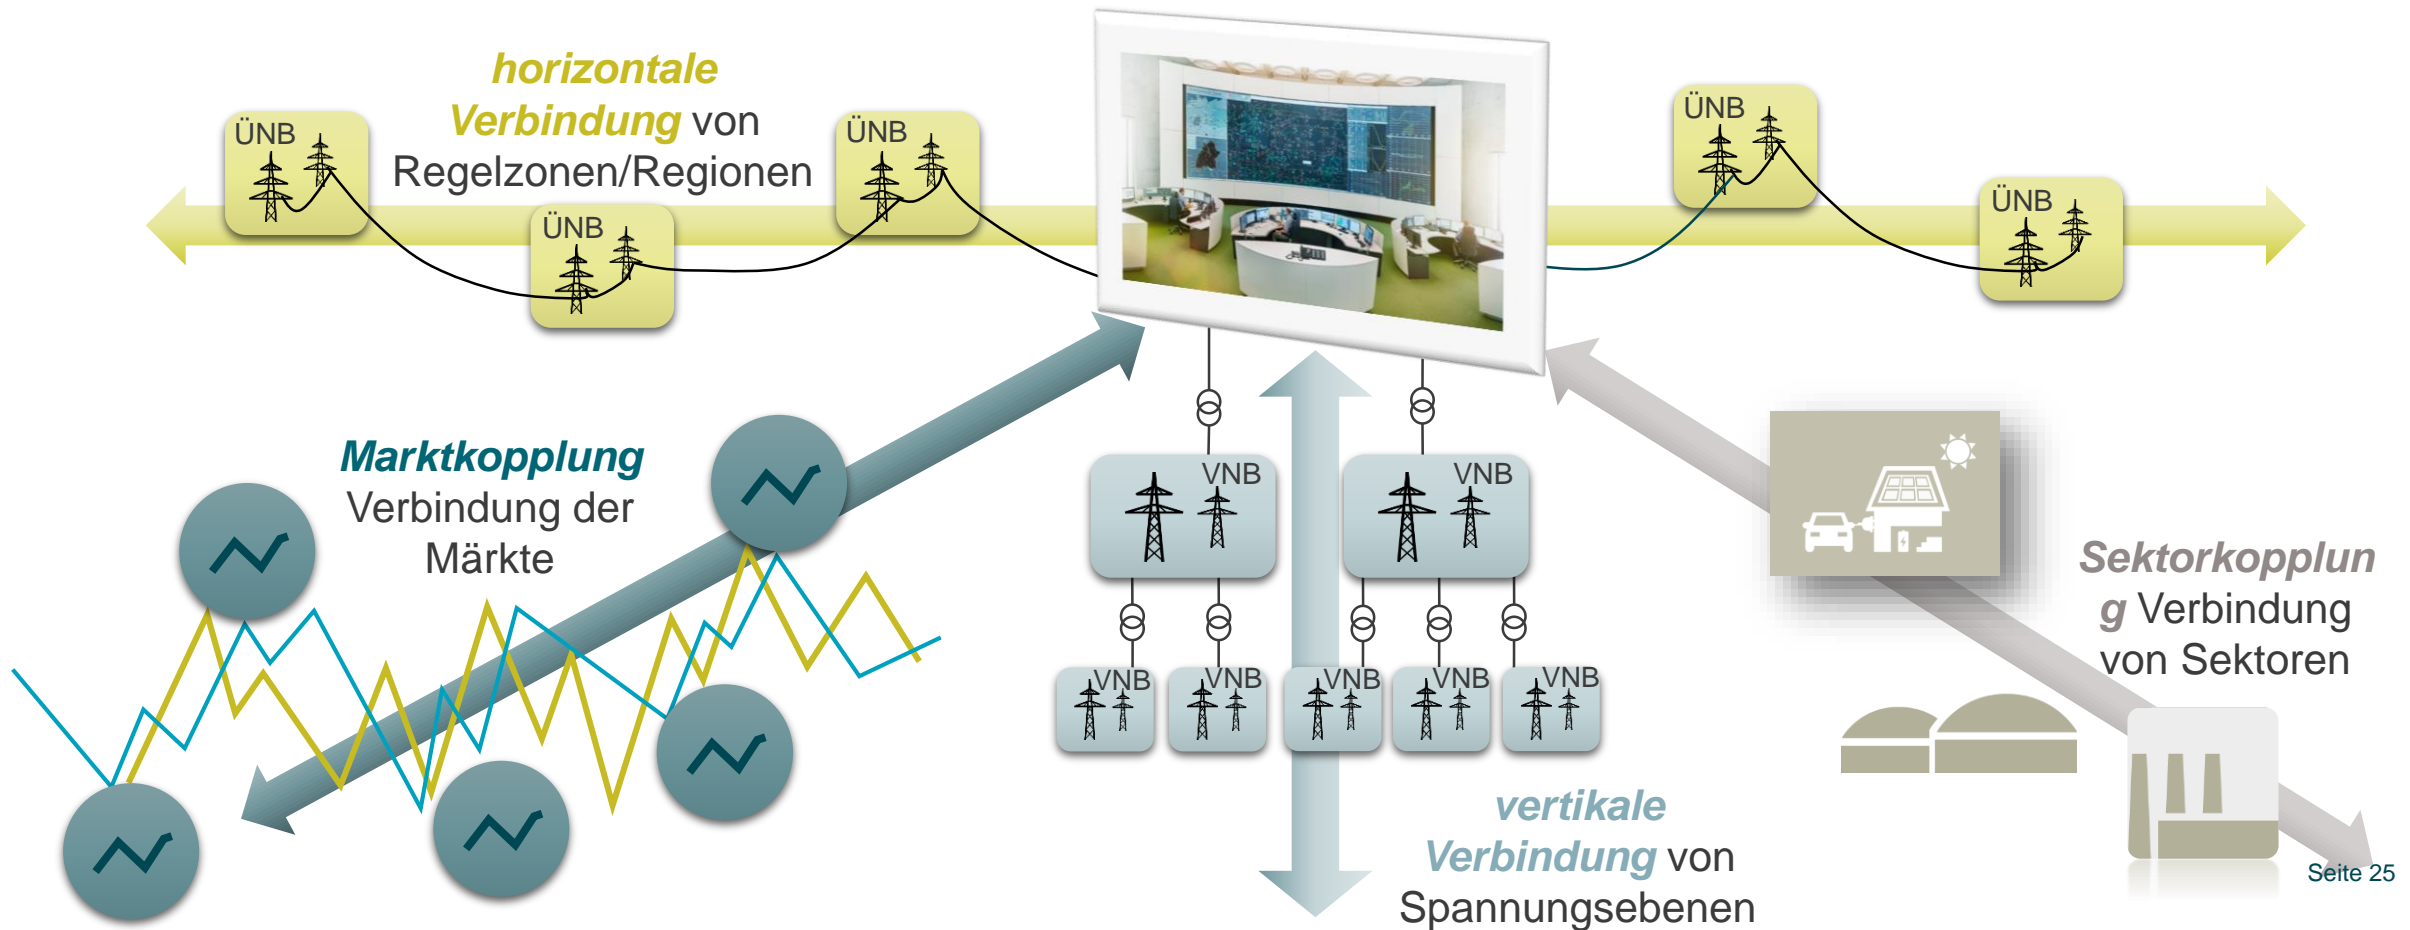 horizontale
Verbindung von
Regelzonen/Regionen
ÜNB
ÜNB
ÜNB
ÜNB
ÜNB
Marktkopplung
Verbindung der
Märkte
VNB
VNB
VNB
VNB
VNB
VNB
VNB
Sektorkopplun
g Verbindung
von Sektoren
vertikale
Verbindung von
Spannungsebenen
Seite 25